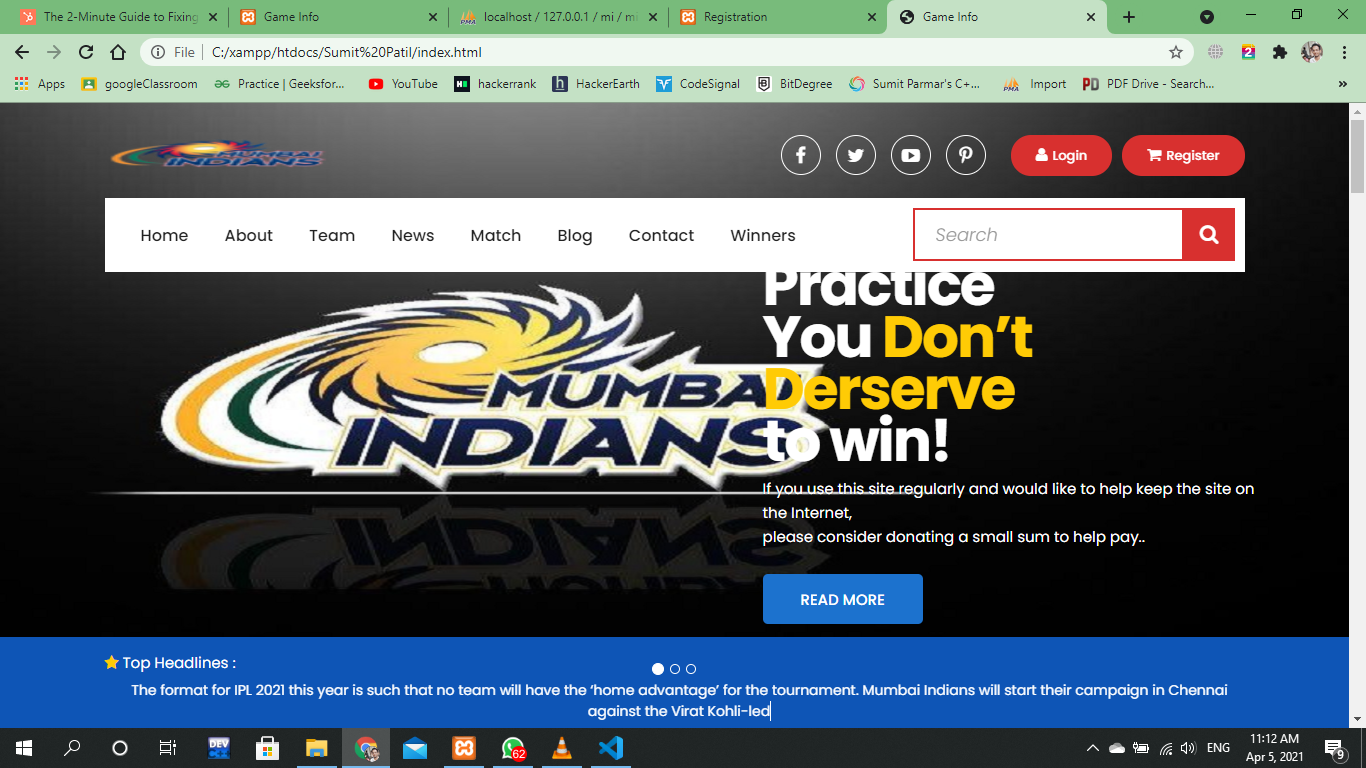 The 2-Minute Guide to Fixing
Game Info
localhost / 127.0.0.1 / mi / mi
Registration
Game Info
File
C:/xampp/htdocs/Sumit%20Patil/index.html
Apps
googleClassroom
Practice | Geeksfor...
YouTube
hackerrank
HackerEarth
CodeSignal
BitDegree
Sumit Parmar's C+...
Import
PDF Drive - Search...
»
MUMBAI
INDIANS
Login
Register
Home
About
Team
News
Match
Blog
Contact
Winners
Search
Practice
You Don't
Derserve
to win!
MUMBAI
INDIANS
If you use this site regularly and would like to help keep the site on
the Internet,
please consider donating a small sum to help pay..
READ MORE
Top Headlines :
The format for IPL 2021 this year is such that no team will have the ‘home advantage’ for the tournament. Mumbai Indians will start their campaign in Chennai
against the Virat Kohli-led
DEV
62
ENG
11:12 AM
Apr 5, 2021
9